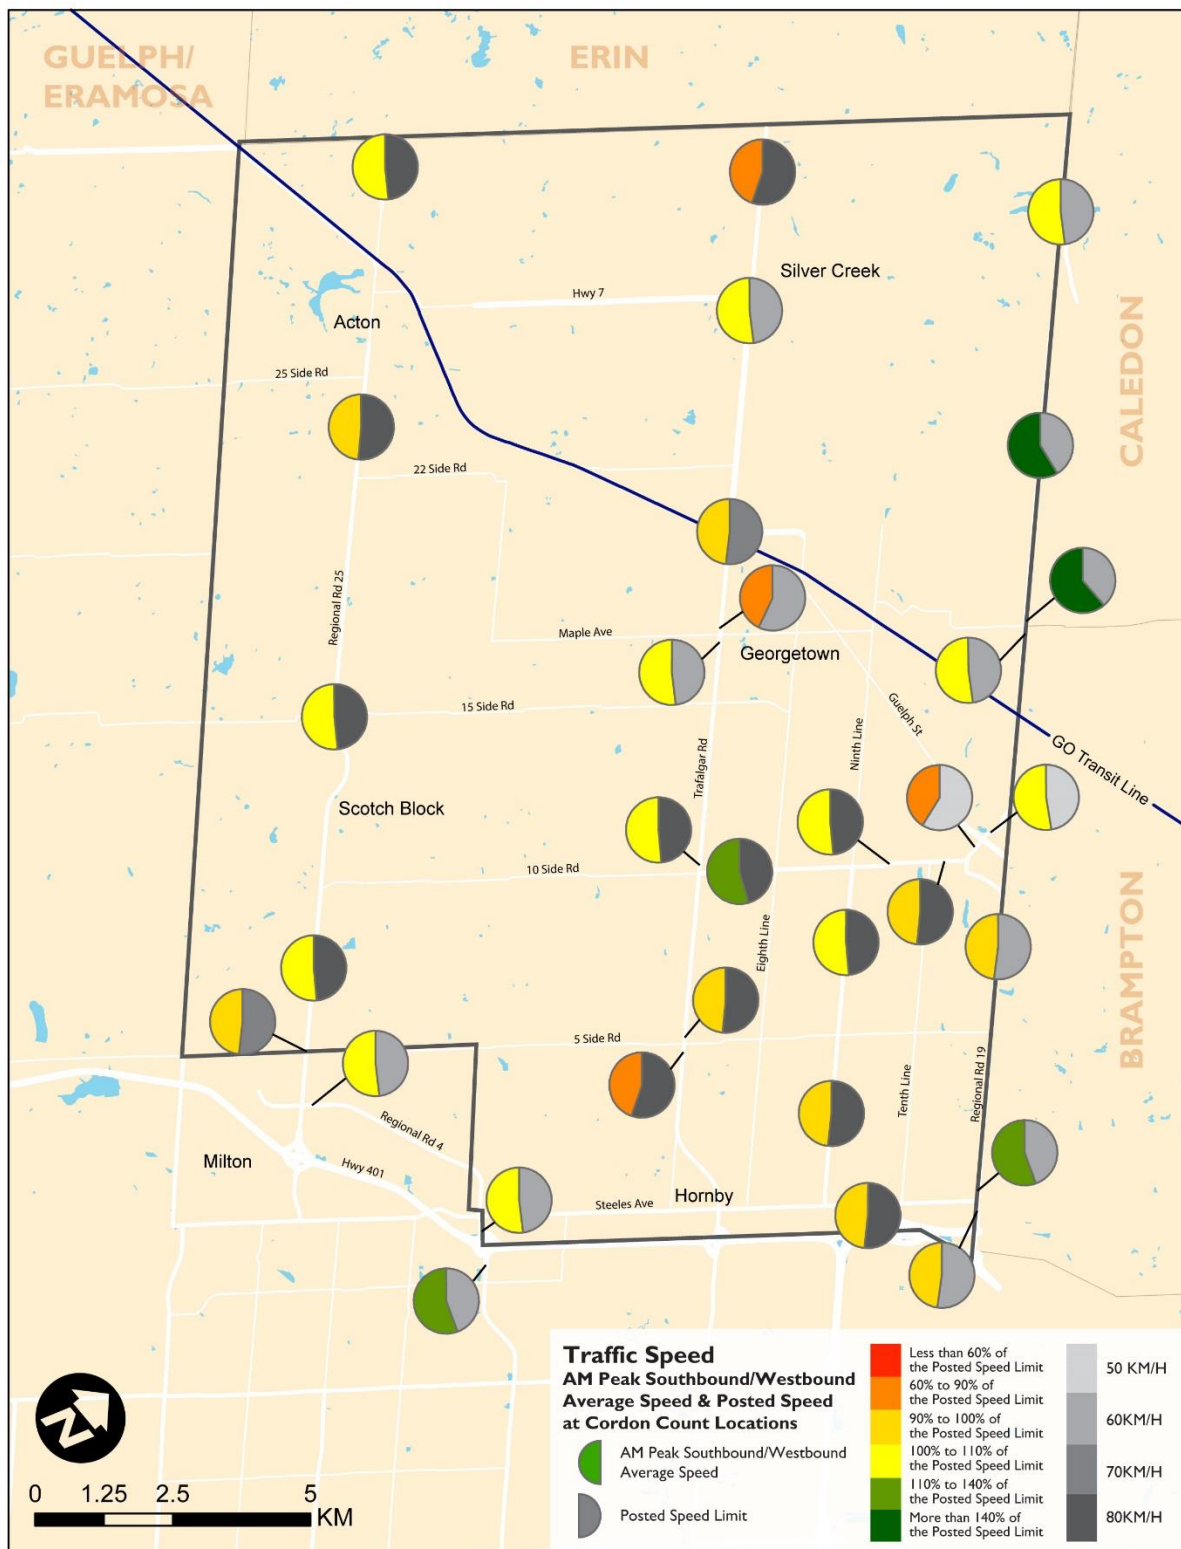 GUELPH/
ERAMOSA
ERIN
Silver Creek
Hwy 7
Acton
CALEDON
25 Side Rd
22 Side Rd
Regional Rd 25
Maple Ave
Georgetown
15 Side Rd
Guelph St
Trafalgar Rd
Ninth Line
GO Transit Line
Scotch Block
10 Side Rd
Eighth Line
BRAMPTON
5 Side Rd
Tenth Line
Regional Rd 19
Regional Rd 4
Milton
Hwy 401
Hornby
Steeles Ave
Traffic Speed
AM Peak Southbound/Westbound
Average Speed & Posted Speed
at Cordon Count Locations
AM Peak Southbound/Westbound
Average Speed
Posted Speed Limit
Less than 60% of
the Posted Speed Limit
60% to 90% of
the Posted Speed Limit
90% to 100% of
the Posted Speed Limit
100% to 110% of
the Posted Speed Limit
110% to 140% of
the Posted Speed Limit
More than 140% of
the Posted Speed Limit
50 KM/H
60KM/H
70KM/H
80KM/H
N
0 1.25 2.5 5
KM